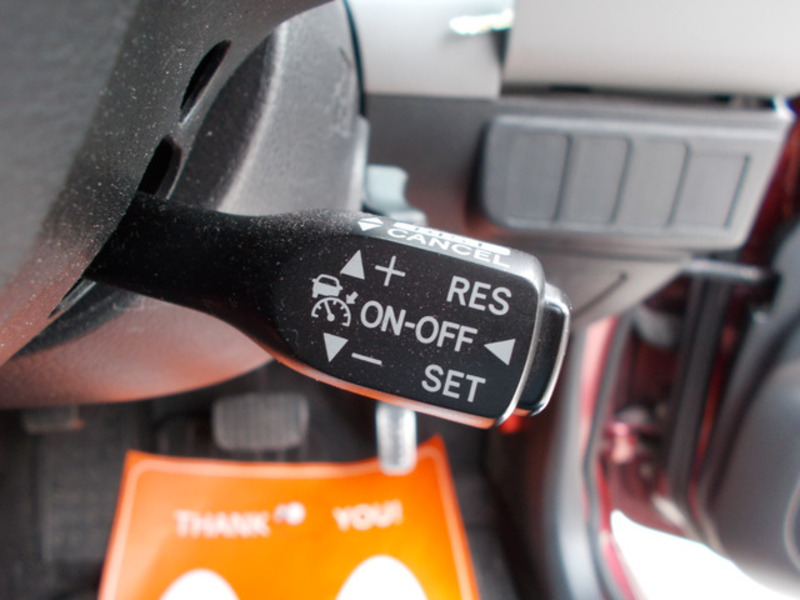 CANCEL
+ RES
ON-OFF
− SET
THANK YOU!